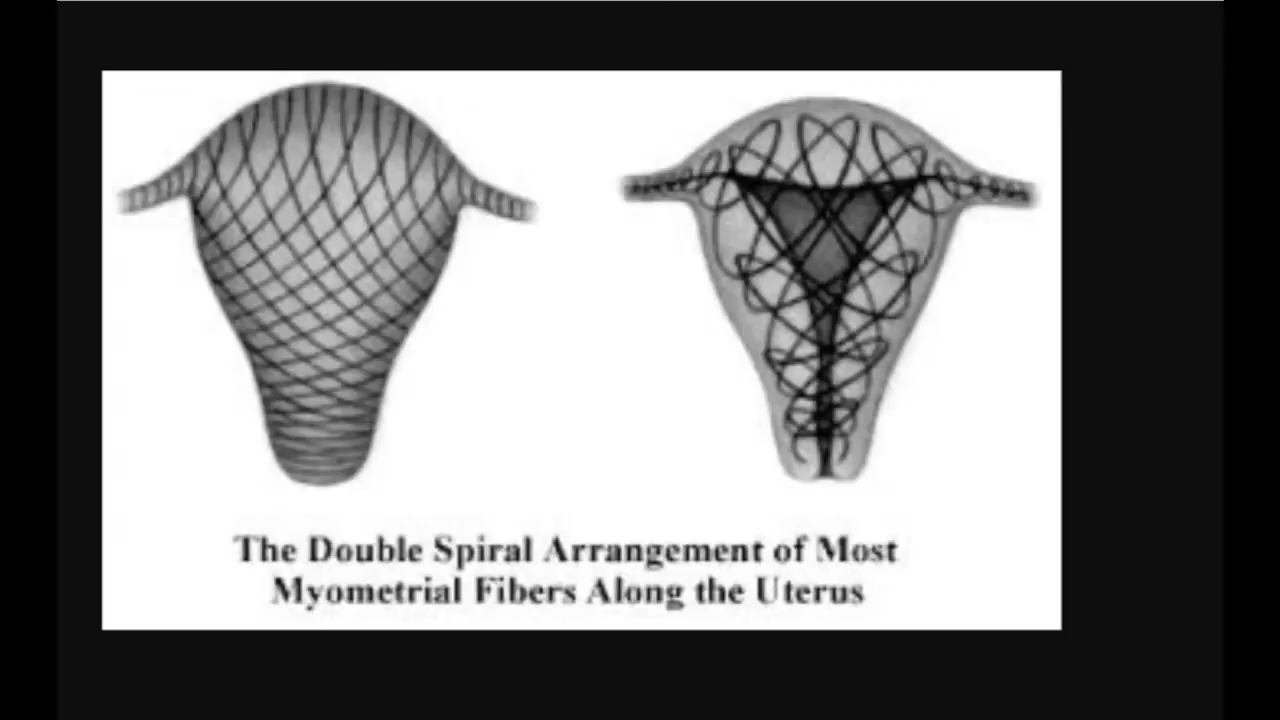 The Double Spiral Arrangement of Most
Myometrial Fibers Along the Uterus